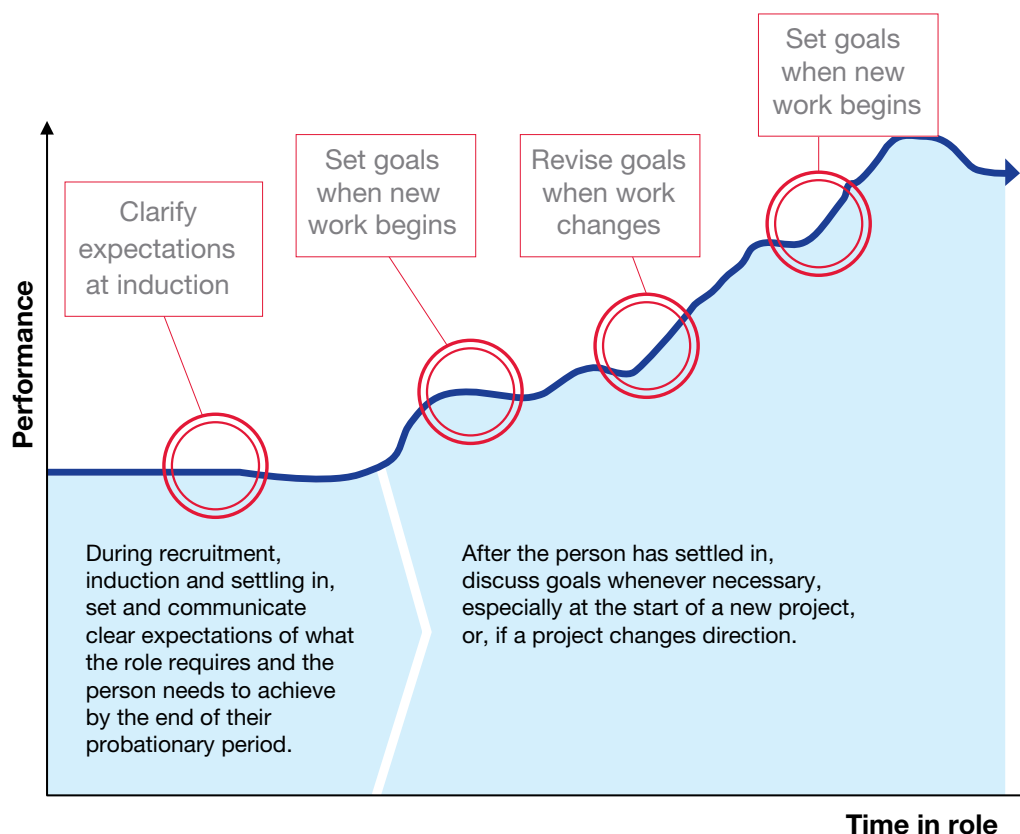 Set goals
when new
work begins
Set goals
when new
work begins
Revise goals
when work
changes
Clarify
expectations
at induction
Performance
During recruitment,
induction and settling in,
set and communicate
clear expectations of what
the role requires and the
person needs to achieve
by the end of their
probationary period.
After the person has settled in,
discuss goals whenever necessary,
especially at the start of a new project,
or, if a project changes direction.
Time in role